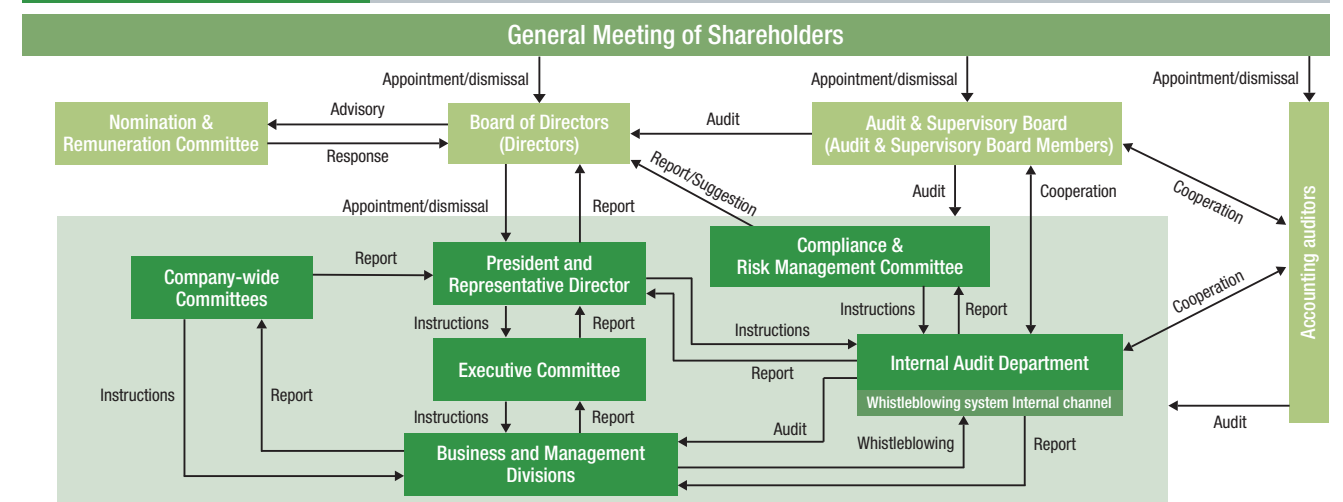 General Meeting of Shareholders
Appointment/dismissal
Appointment/dismissal
Appointment/dismissal
Nomination &
Remuneration Committee
Advisory
Response
Board of Directors
(Directors)
Audit
Audit & Supervisory Board
(Audit & Supervisory Board Members)
Report/Suggestion
Audit
Cooperation
Cooperation
Accounting auditors
Appointment/dismissal
Report
Company-wide
Committees
Report
President and
Representative Director
Compliance &
Risk Management Committee
Cooperation
Instructions
Report
Instructions
Report
Instructions
Executive Committee
Report
Internal Audit Department
Whistleblowing system Internal channel
Instructions
Report
Instructions
Report
Audit
Whistleblowing
Report
Audit
Business and Management
Divisions